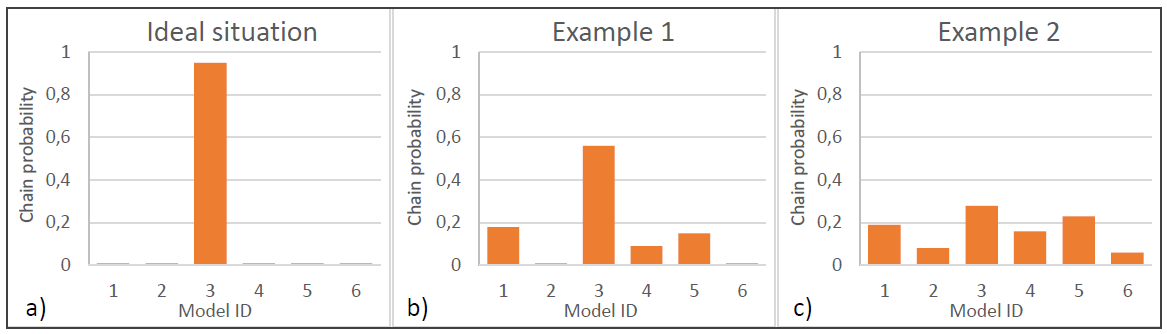 Ideal situation
1
0,8
0,6
0,4
0,2
0
Chain probability
1 2 3 4 5 6
Model ID
a)
Example 1
1
0,8
0,6
0,4
0,2
0
Chain probability
1 2 3 4 5 6
Model ID
b)
Example 2
1
0,8
0,6
0,4
0,2
0
Chain probability
1 2 3 4 5 6
Model ID
c)